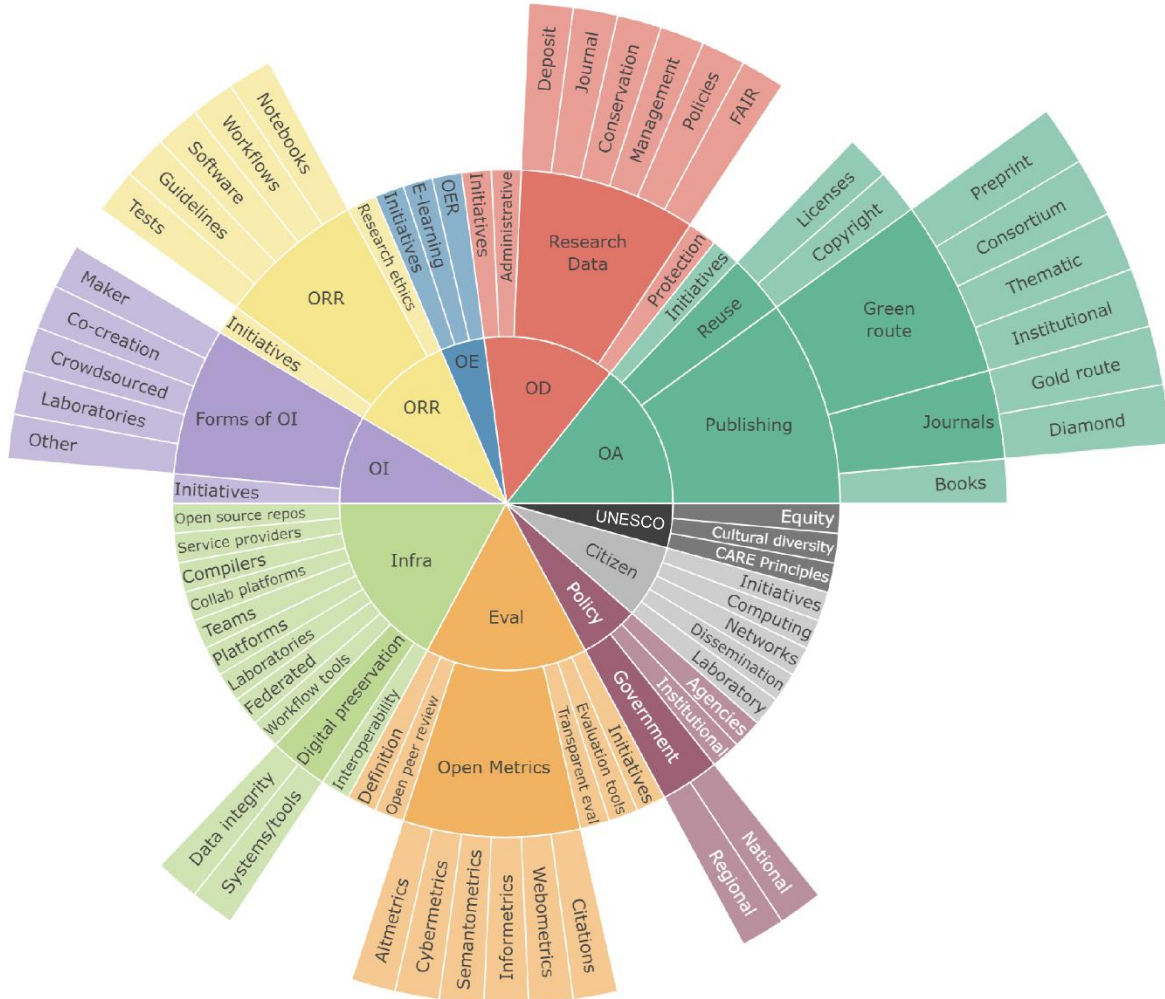 OA
Initiatives
Reuse
Licenses
Copyright
Publishing
Green
route
Preprint
Consortium
Thematic
Institutional
Journals
Gold route
Diamond
Books
UNESCO
Equity
Cultural diversity
CARE Principles
Citizen
Initiatives
Computing
Networks
Dissemination
Laboratory
Policy
Agencies
Institutional
Government
National
Regional
Eval
Initiatives
Evaluation tools
Transparent eval
Open Metrics
Citations
Webometrics
Informetrics
Semantometrics
Cybermetrics
Altmetrics
Open peer review
Definition
Infra
Interoperability
Digital preservation
Systems/tools
Data integrity
Workflow tools
Federated
Laboratories
Platforms
Teams
Collab platforms
Compilers
Service providers
Open source repos
OI
Initiatives
Forms of OI
Other
Laboratories
Crowdsourced
Co-creation
Maker
ORR
Initiatives
ORR
Tests
Guidelines
Software
Workflows
Notebooks
Research ethics
OE
Initiatives
E-learning
OER
OD
Initiatives
Administrative
Research
Data
Deposit
Journal
Conservation
Management
Policies
FAIR
Protection